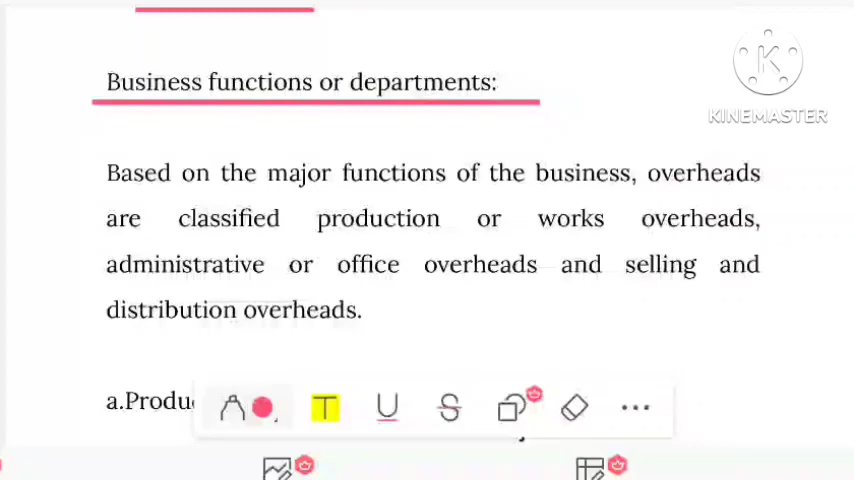 Business functions or departments:
KINEMASTER
Based on the major functions of the business, overheads
are classified production or works overheads,
administrative or office overheads and selling and
distribution overheads.